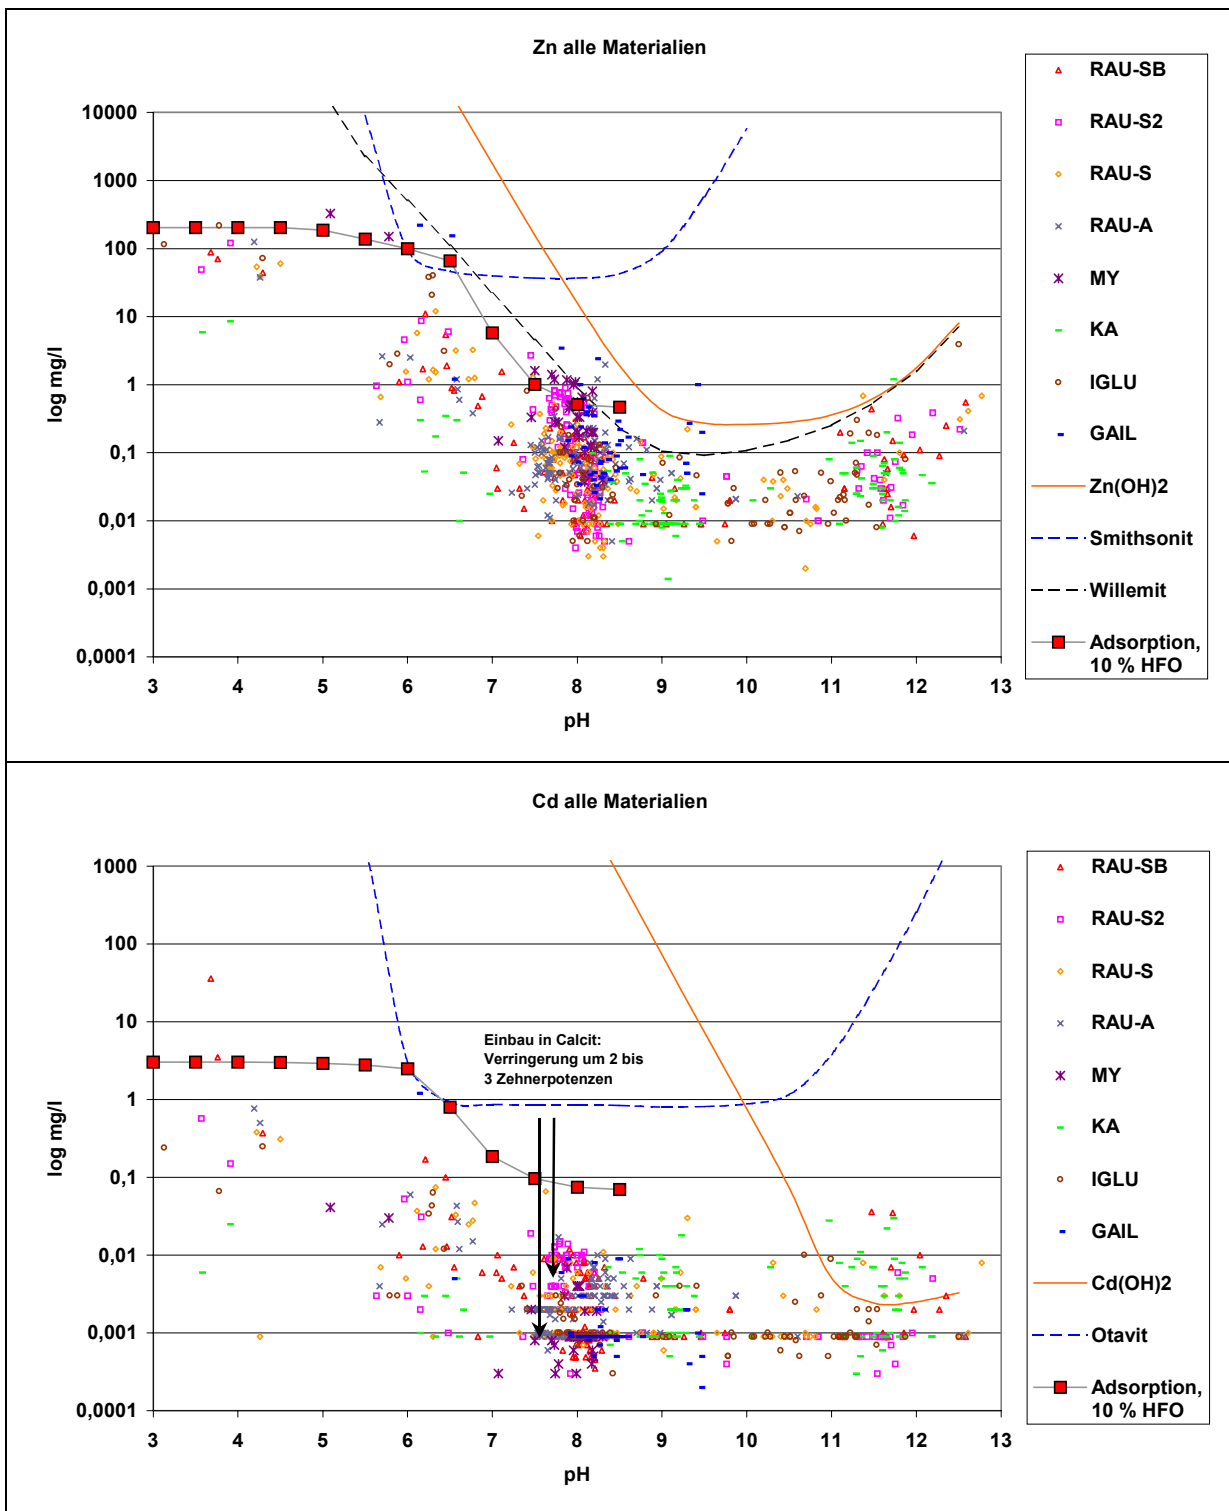 Zn alle Materialien
log mg/l
10000
1000
100
10
1
0,1
0,01
0,001
0,0001
3 4 5 6 7 8 9 10 11 12 13
pH
RAU-SB
RAU-S2
RAU-S
RAU-A
MY
KA
IGLU
GAIL
Zn(OH)2
Smithsonit
Willemit
Adsorption,
10 % HFO
Cd alle Materialien
log mg/l
1000
100
10
1
0,1
0,01
0,001
0,0001
Einbau in Calcit:
Verringerung um 2 bis
3 Zehnerpotenzen
3 4 5 6 7 8 9 10 11 12 13
pH
RAU-SB
RAU-S2
RAU-S
RAU-A
MY
KA
IGLU
GAIL
Cd(OH)2
Otavit
Adsorption,
10 % HFO